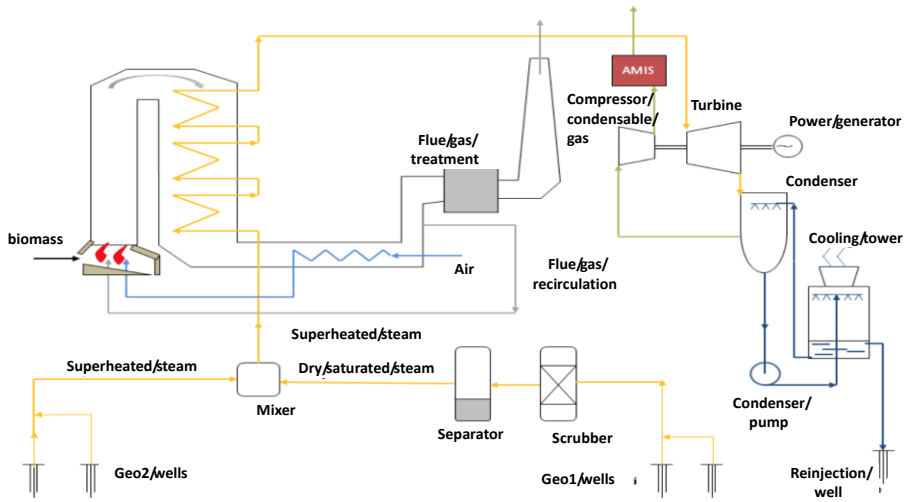 AMIS
Compressor/
condensable/
gas
Turbine
Power/generator
Flue/gas/
treatment
Condenser
biomass
Cooling/tower
Air
Flue/gas/
recirculation
Superheated/steam
Superheated/steam
Dry/saturated/steam
Mixer
Separator
Scrubber
Condenser/
pump
Geo2/wells
Geo1/wells
Reinjection/
well